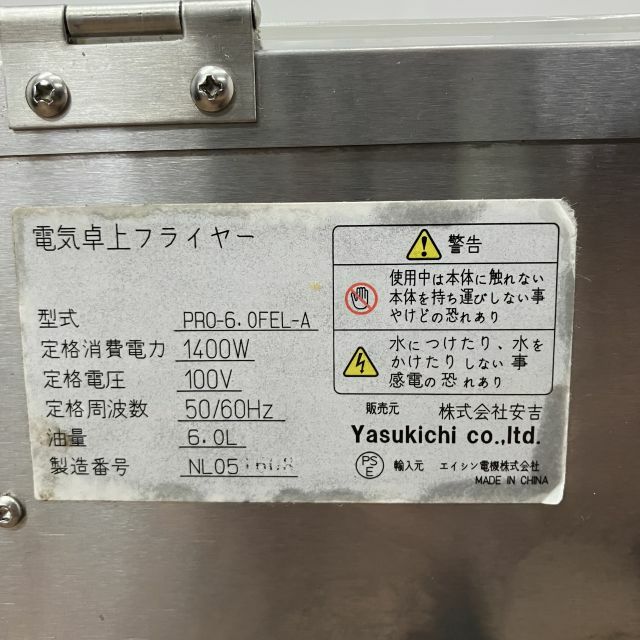 電気卓上フライヤー
型式 PRO-6.0FEL-A
定格消費電力 1400W
定格電圧 100V
定格周波数 50/60Hz
油量 6.0L
製造番号 NL05
警告
使用中は本体に触れない
本体を持ち運びしない事
やけどの恐れあり
水につけたり、水を
かけたりしない事
感電の恐れあり
販売元 株式会社安吉
Yasukichi co.,ltd.
PSE 輸入元 エイシン電機株式会社
MADE IN CHINA